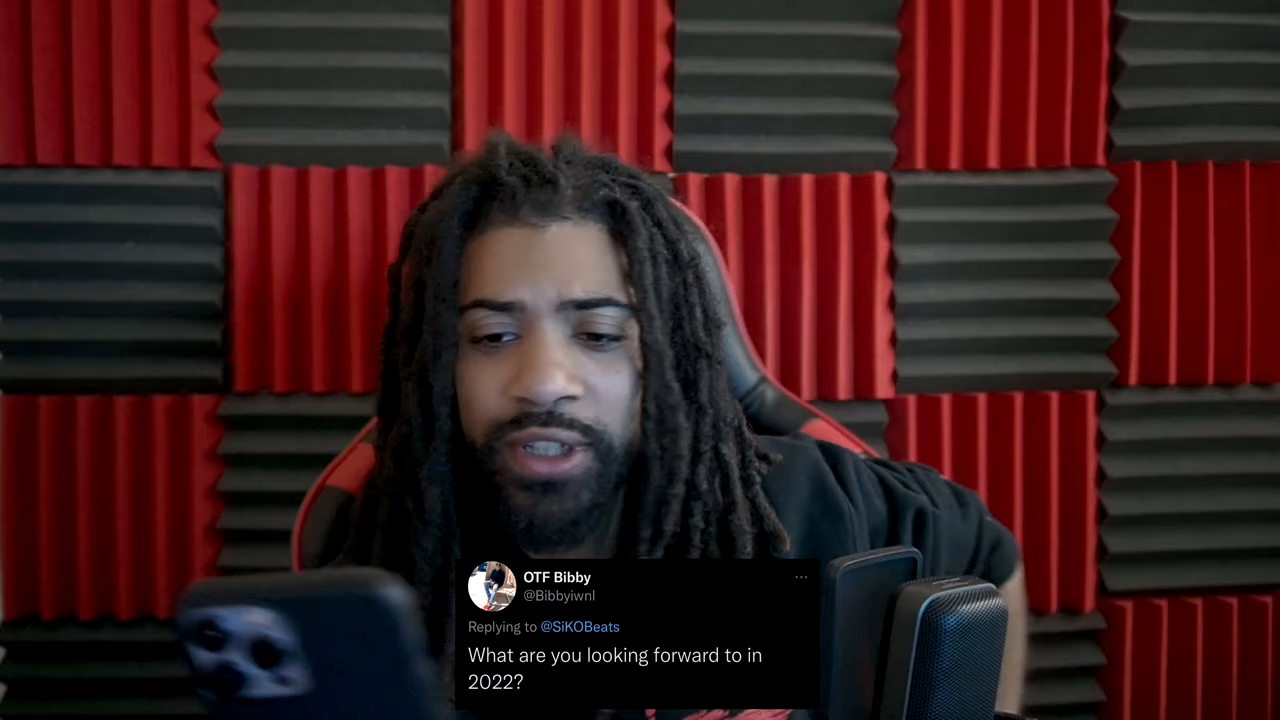 OTF Bibby
@Bibbyiwnl
Replying to @SiKOBeats
What are you looking forward to in
2022?